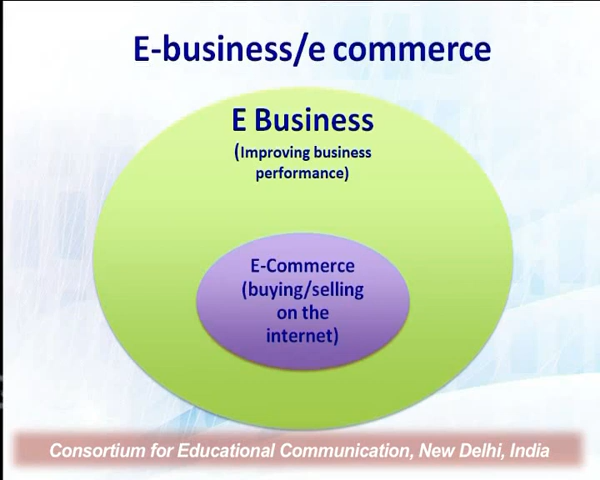 E-business/e commerce
E Business
(Improving business
performance)
E-Commerce
(buying/selling
on the
internet)
Consortium for Educational Communication, New Delhi, India